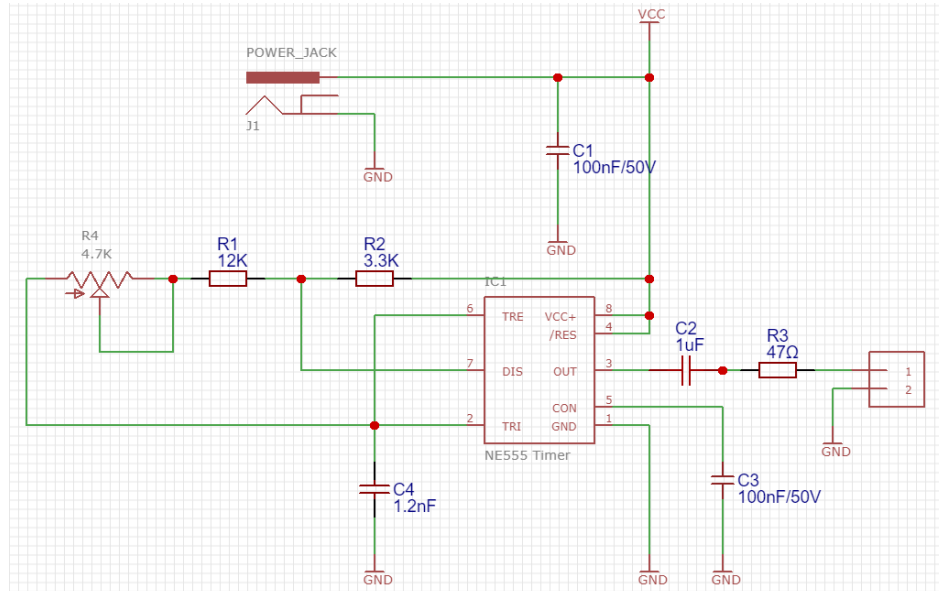 VCC
POWER_JACK
J1
GND
C1
100nF/50V
GND
R4
4.7K
R1
12K
R2
3.3K
IC1
6
TRE
VCC+
8
/RES
4
7
DIS
OUT
3
CON
5
2
TRI
GND
1
NE555 Timer
C2
1uF
R3
47Ω
1
2
GND
C4
1.2nF
C3
100nF/50V
GND
GND
GND